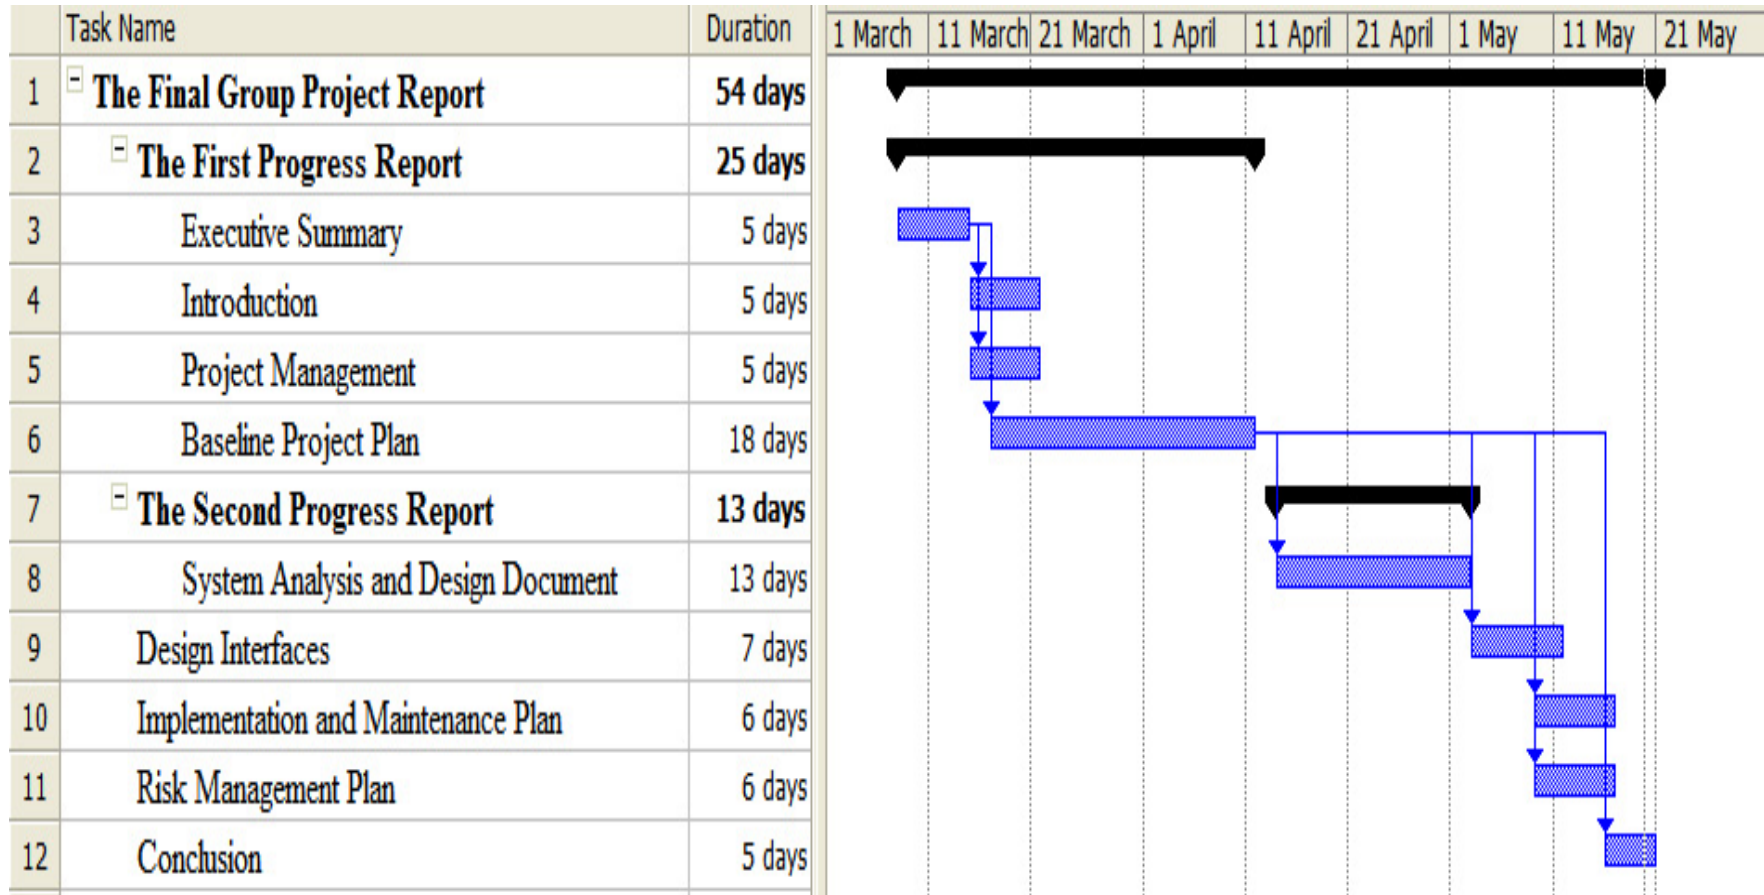 Task Name Duration 1 March 11 March 21 March 1 April 11 April 21 April 1 May 11 May 21 May
1 The Final Group Project Report 54 days
2 The First Progress Report 25 days
3 Executive Summary 5 days
4 Introduction 5 days
5 Project Management 5 days
6 Baseline Project Plan 18 days
7 The Second Progress Report 13 days
8 System Analysis and Design Document 13 days
9 Design Interfaces 7 days
10 Implementation and Maintenance Plan 6 days
11 Risk Management Plan 6 days
12 Conclusion 5 days